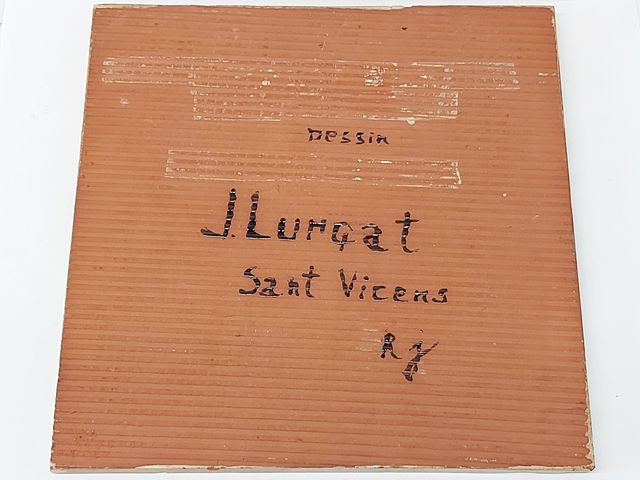 Dessin
J. Lurçat
Sant Vicens